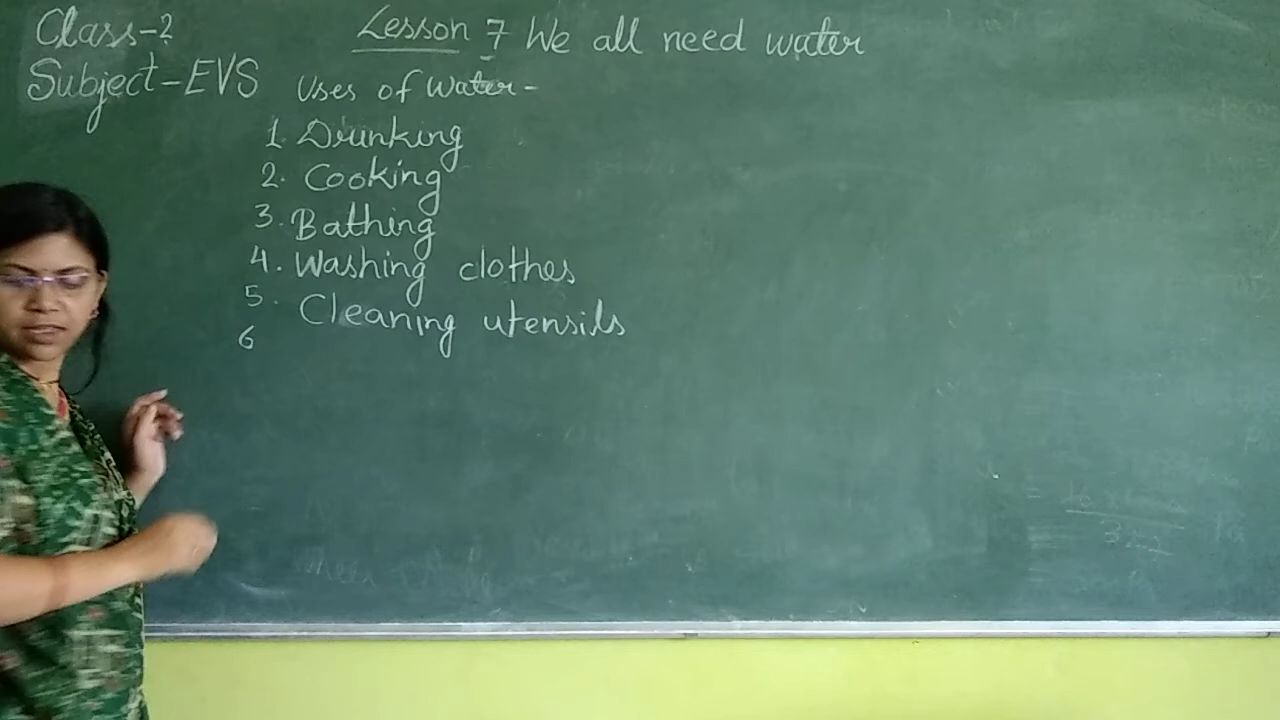 Class-2
Lesson 7 We all need water
Subject-EVS
Uses of Water-
1. Drinking
2. Cooking
3. Bathing
4. Washing clothes
5. Cleaning utensils
6